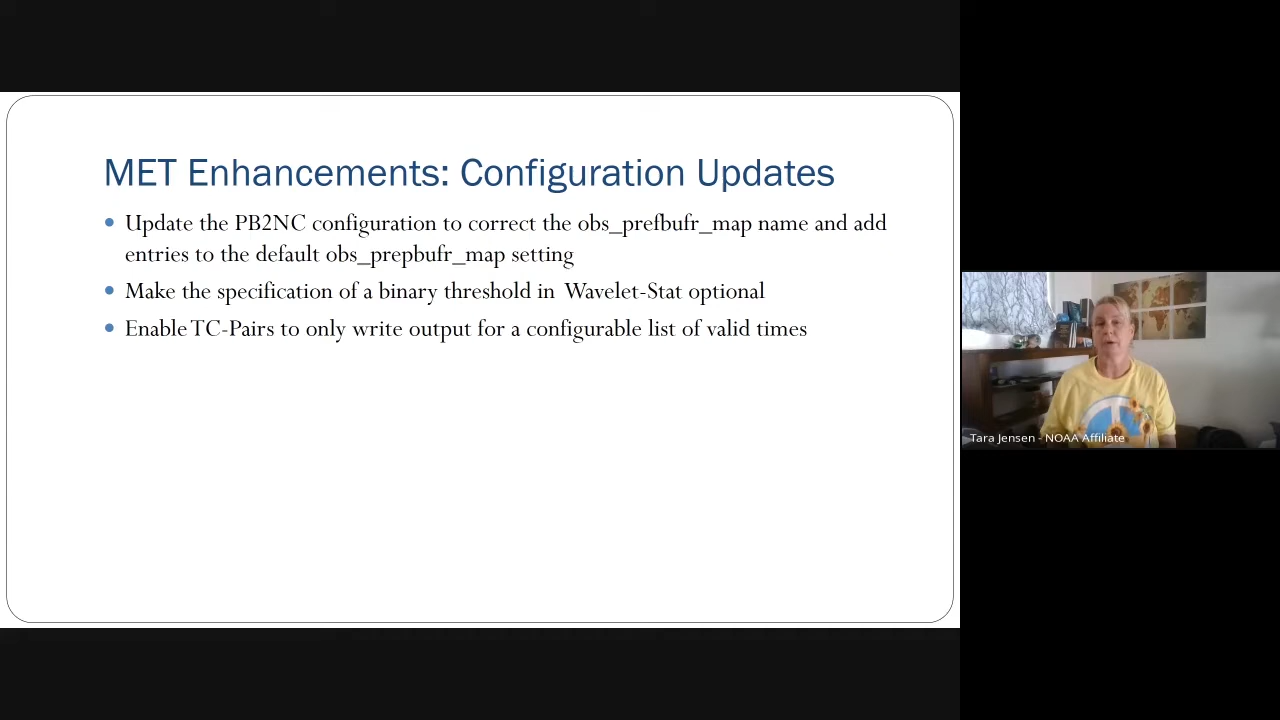 MET Enhancements: Configuration Updates
Update the PB2NC configuration to correct the obs_prefbufr_map name and add
entries to the default obs_prepbufr_map setting
Make the specification of a binary threshold in Wavelet-Stat optional
Enable TC-Pairs to only write output for a configurable list of valid times
Tara Jensen - NOAA Affiliate